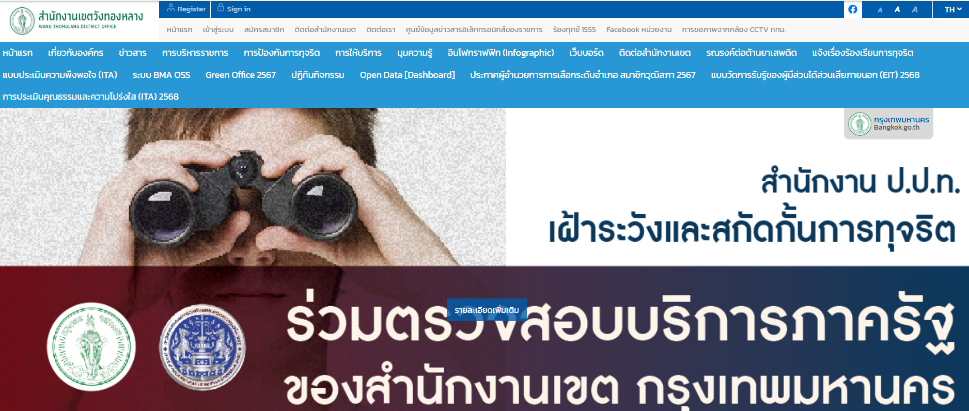 สำนักงานเขตวังทองหลาง
WANG THONGLANG DISTRICT OFFICE
Register Sign in
A A A TH
หน้าแรก เข้าสู่ระบบ สมัครสมาชิก ติดต่อสำนักงานเขต ติดต่อเรา ศูนย์ข้อมูลข่าวสารอิเล็กทรอนิกส์ของราชการ ร้องทุกข์ 1555 Facebook หน่วยงาน การขอภาพจากกล้อง CCTV กทม.
หน้าแรก เกี่ยวกับองค์กร ข่าวสาร การบริหารราชการ การป้องกันการทุจริต การให้บริการ มุมความรู้ อินโฟกราฟฟิก (Infographic) เว็บบอร์ด ติดต่อสำนักงานเขต รณรงค์ต่อต้านยาเสพติด แจ้งเรื่องร้องเรียนการทุจริต
แบบประเมินความพึงพอใจ (ITA) ระบบ BMA OSS Green Office 2567 ปฏิทินกิจกรรม Open Data [Dashboard] ประกาศผู้อำนวยการการเลือกระดับอำเภอ สมาชิกวุฒิสภา 2567 แบบวัดการรับรู้ของผู้มีส่วนได้ส่วนเสียภายนอก (EIT) 2568
การประเมินคุณธรรมและความโปร่งใส (ITA) 2568
กรุงเทพมหานคร
Bangkok.go.th
สำนักงาน ป.ป.ท.
เฝ้าระวังและสกัดกั้นการทุจริต
รายละเอียดเพิ่มเติม
ร่วมตรวจสอบบริการภาครัฐ
ของสำนักงานเขต กรุงเทพมหานคร